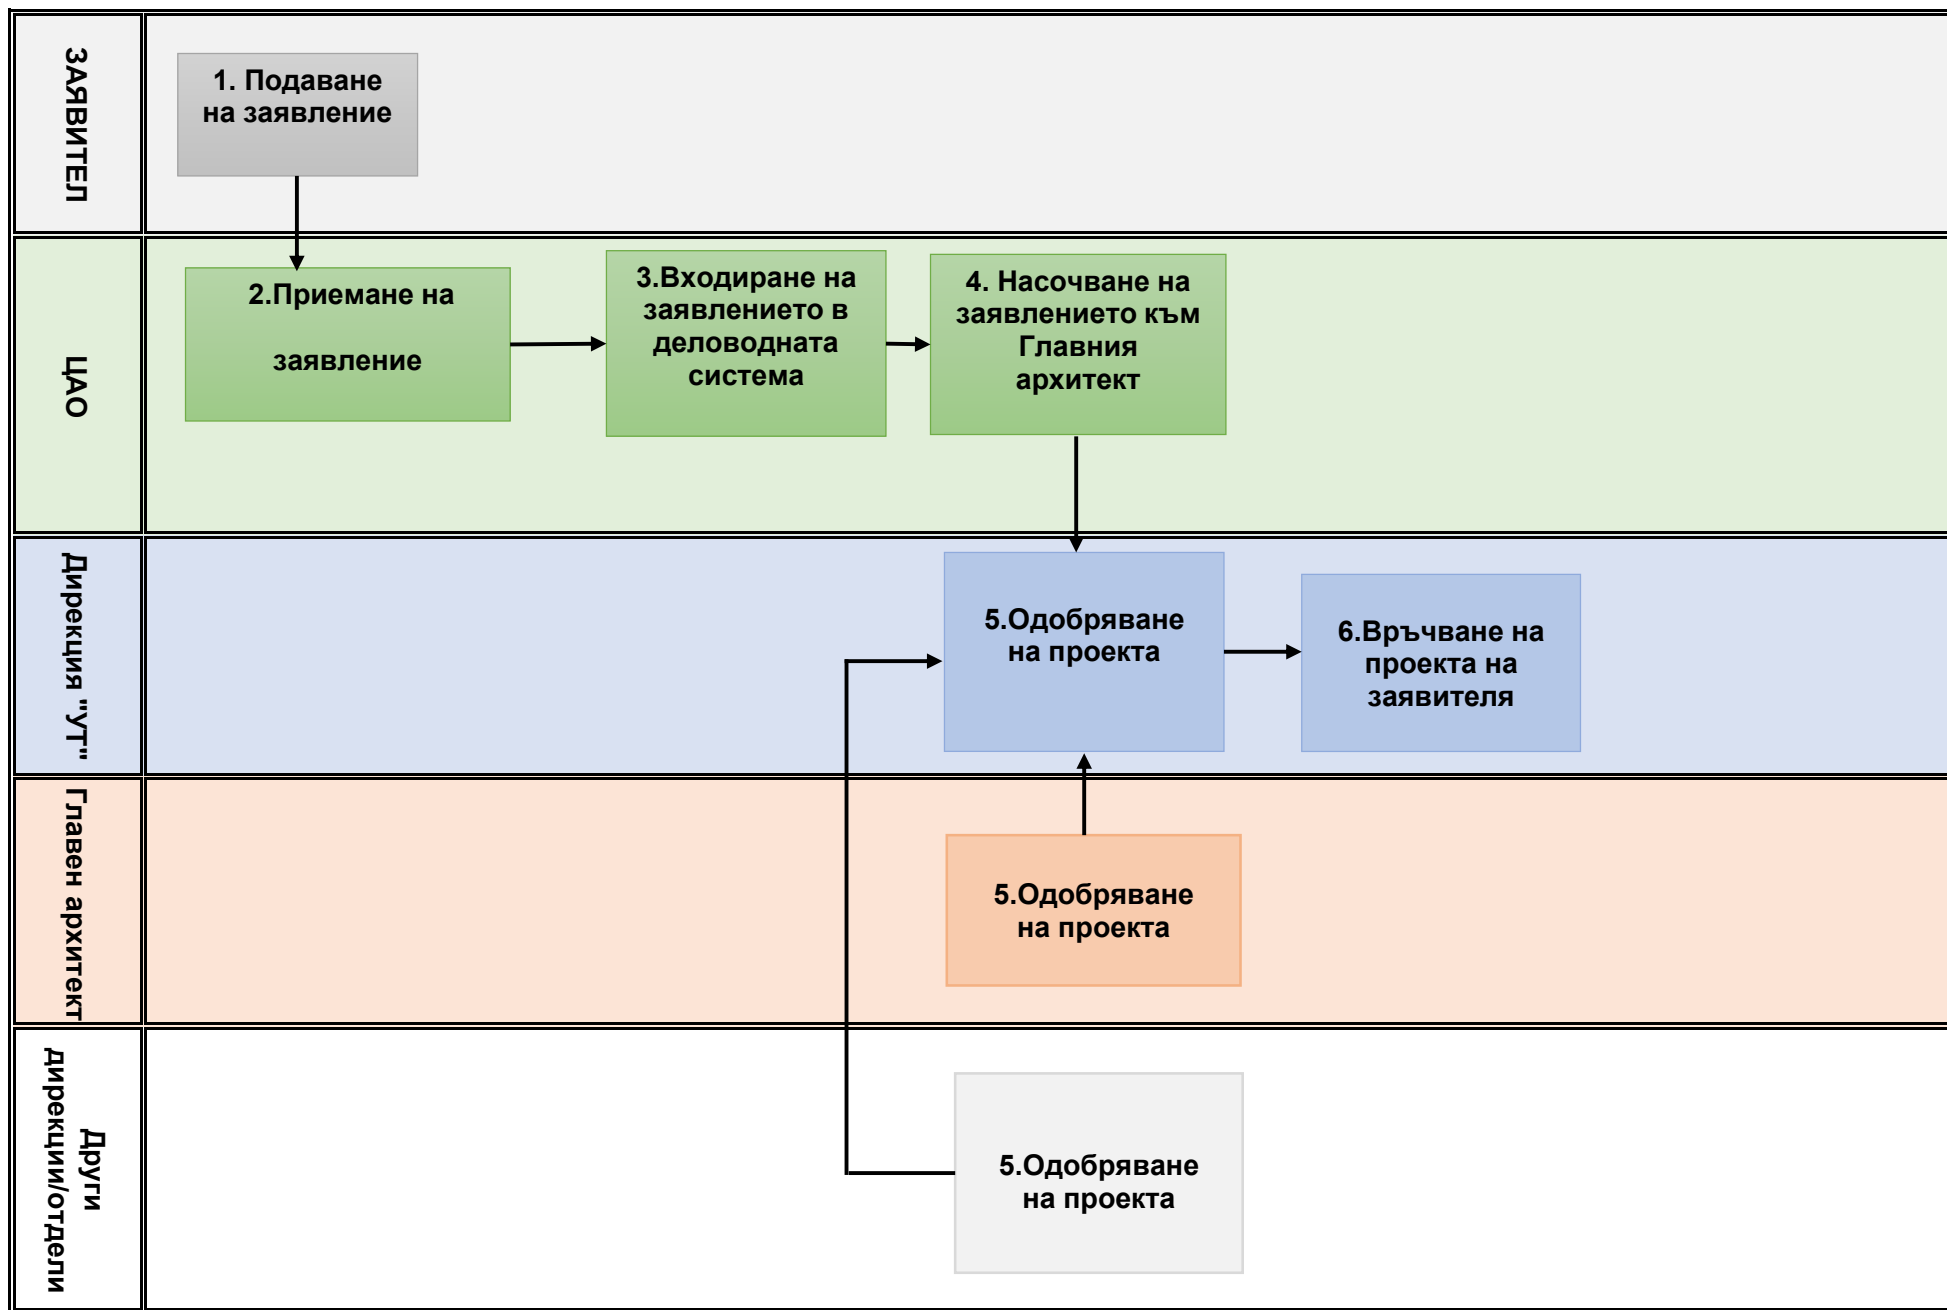 ЗАЯВИТЕЛ
1. Подаване
на заявление
ЦАО
2.Приемане на
заявление
3.Входиране на
заявлението в
деловодната
система
4. Насочване на
заявлението към
Главния
архитект
Дирекция "УТ"
5.Одобряване
на проекта
6.Връчване на
проекта на
заявителя
Главен архитект
5.Одобряване
на проекта
Други
дирекции/отдели
5.Одобряване
на проекта